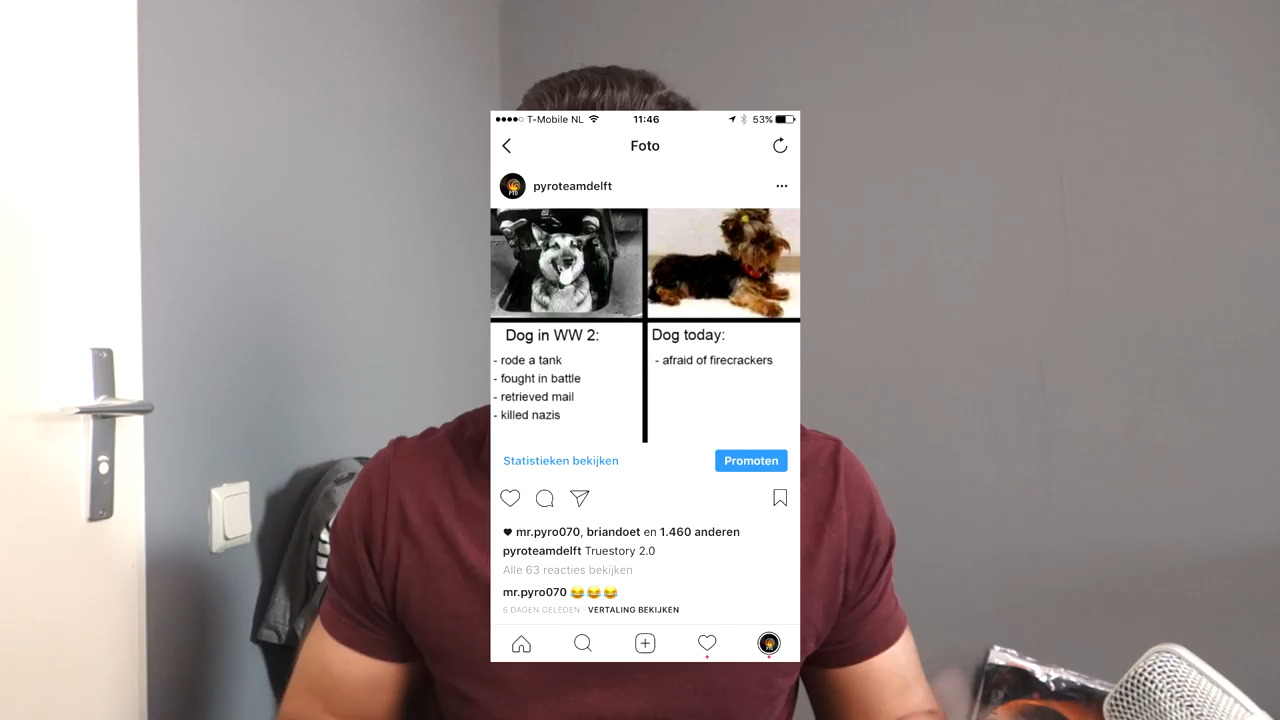 T-Mobile NL 11:46 53%
Foto
pyroteamdelft
Dog in WW 2:
- rode a tank
- fought in battle
- retrieved mail
- killed nazis
Dog today:
- afraid of firecrackers
Statistieken bekijken Promoten
mr.pyro070, briandoet en 1.460 anderen
pyroteamdelft Truestory 2.0
Alle 63 reacties bekijken
mr.pyro070 😂😂😂
6 DAGEN GELEDEN · VERTALING BEKIJKEN